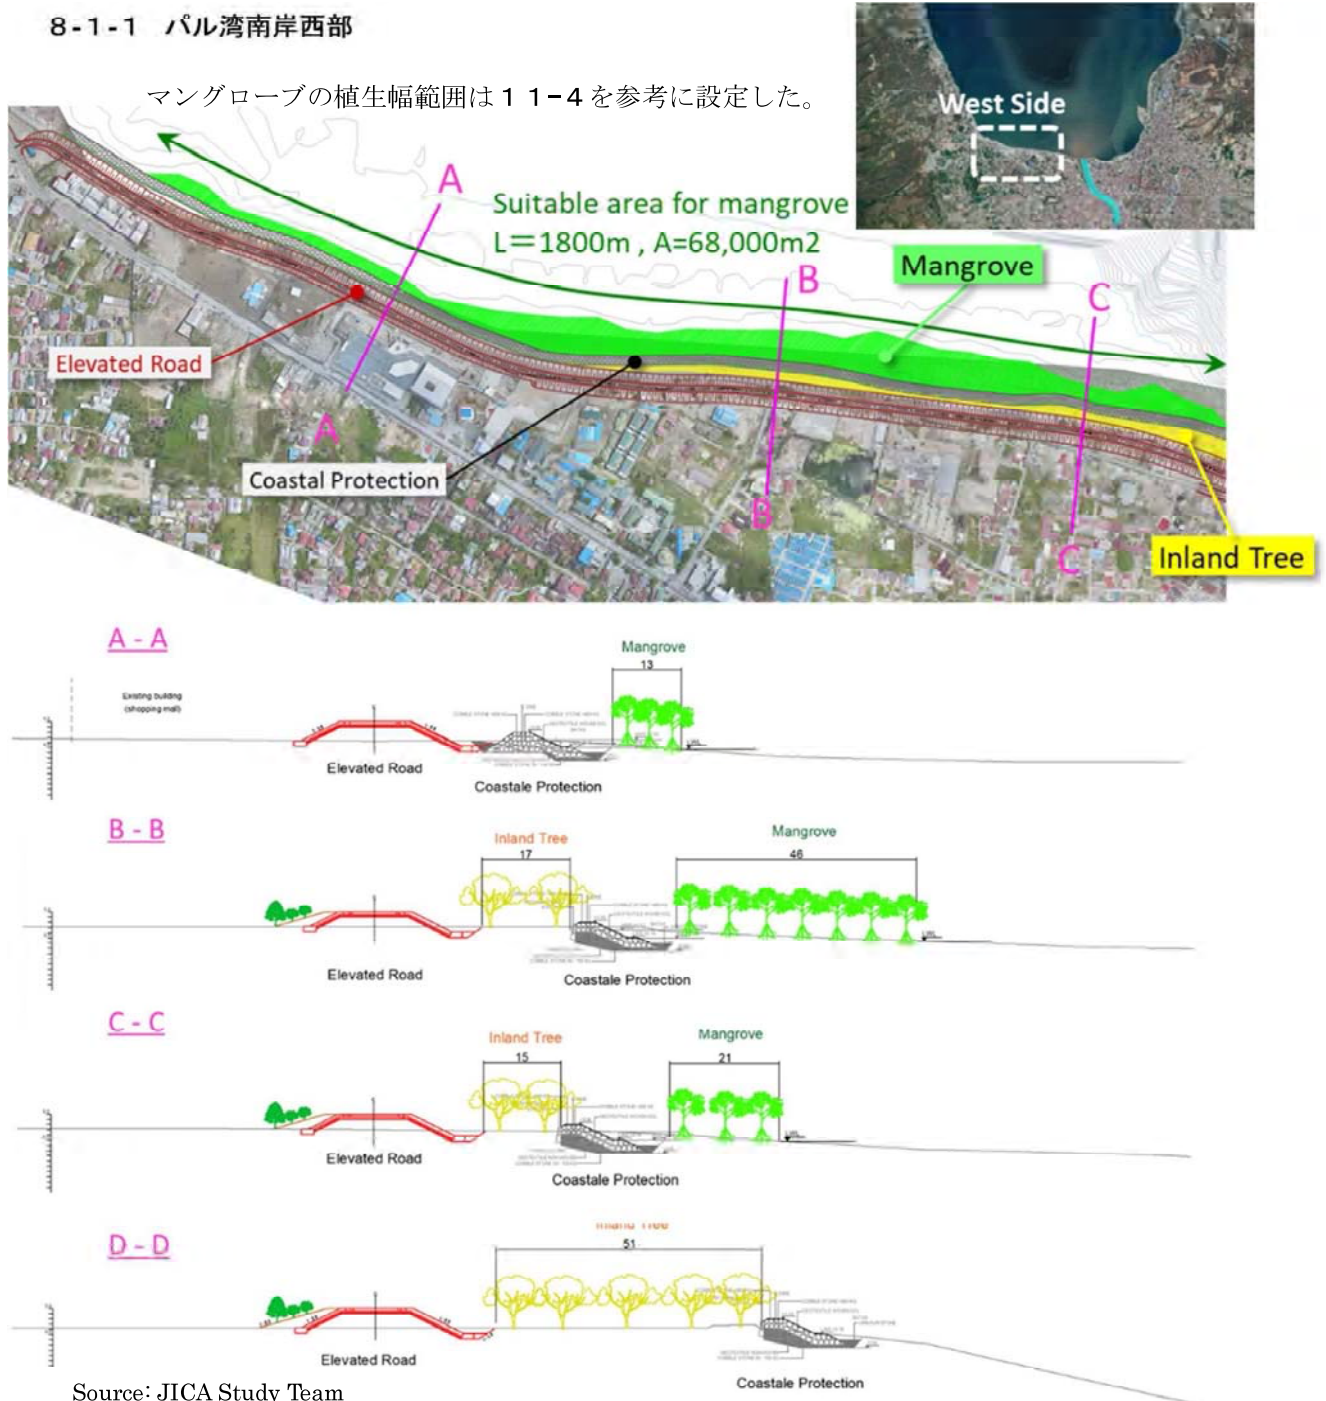 8-1-1 パル湾南岸西部
マングローブの植生幅範囲は１１-４を参考に設定した。
West Side
A
Suitable area for mangrove
L=1800m , A=68,000m2
Mangrove
B
C
Elevated Road
A
Coastal Protection
B
C
Inland Tree
A - A
Mangrove
13
Existing building
(shopping mall)
Elevated Road
Coastale Protection
B - B
Inland Tree
17
Mangrove
46
Elevated Road
Coastale Protection
C - C
Inland Tree
15
Mangrove
21
Elevated Road
Coastale Protection
D - D
Inland Tree
51
Elevated Road
Coastale Protection
Source: JICA Study Team